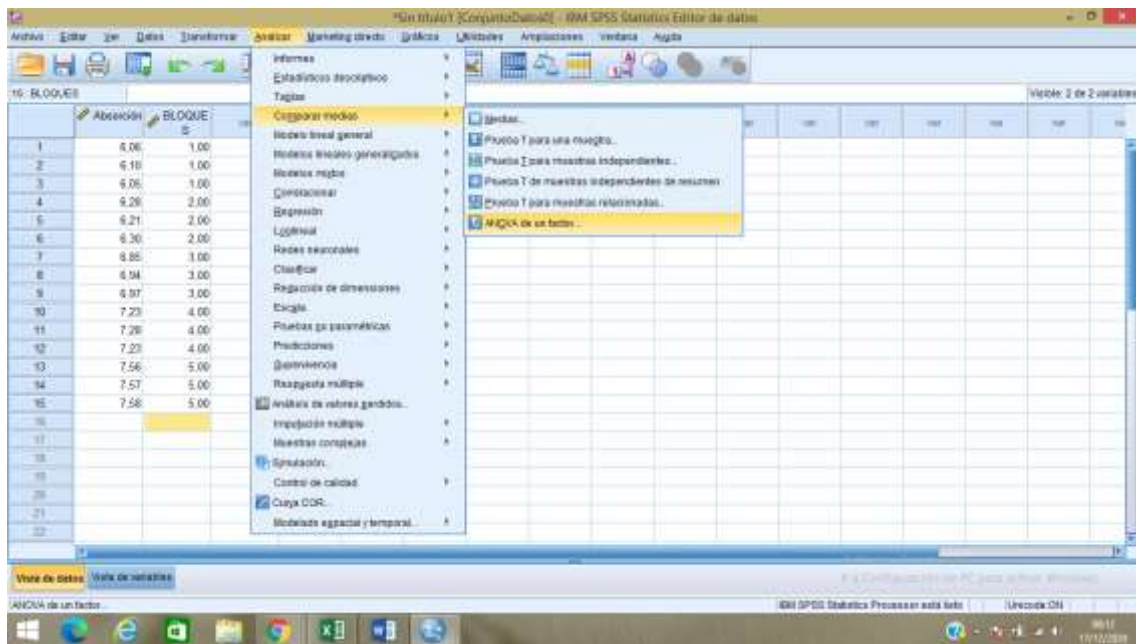 *Sin título1 [ConjuntoDatos0] - IBM SPSS Statistics Editor de datos
Archivo Editar Ver Datos Transformar Analizar Marketing directo Gráficos Utilidades Ampliaciones Ventana Ayuda
16 : BLOQUES
Visible: 2 de 2 variables
Absorción BLOQUE
S
1 6,06 1,00
2 6,10 1,00
3 6,05 1,00
4 6,28 2,00
5 6,21 2,00
6 6,30 2,00
7 6,85 3,00
8 6,94 3,00
9 6,97 3,00
10 7,23 4,00
11 7,28 4,00
12 7,23 4,00
13 7,56 5,00
14 7,57 5,00
15 7,58 5,00
16
17
18
19
20
21
22
Informes
Estadísticos descriptivos
Tablas
Comparar medias
Modelo lineal general
Modelos lineales generalizados
Modelos mixtos
Correlacionar
Regresión
Loglineal
Redes neuronales
Clasificar
Reducción de dimensiones
Escala
Pruebas no paramétricas
Predicciones
Supervivencia
Respuesta múltiple
Análisis de valores perdidos...
Imputación múltiple
Muestras complejas
Simulación...
Control de calidad
Curva COR...
Modelado espacial y temporal...
Medias...
Prueba T para una muestra...
Prueba T para muestras independientes...
Prueba T de muestras independientes de resumen
Prueba T para muestras relacionadas...
ANOVA de un factor...
Vista de datos Vista de variables
ANOVA de un factor...
IBM SPSS Statistics Processor está listo
Unicode:ON